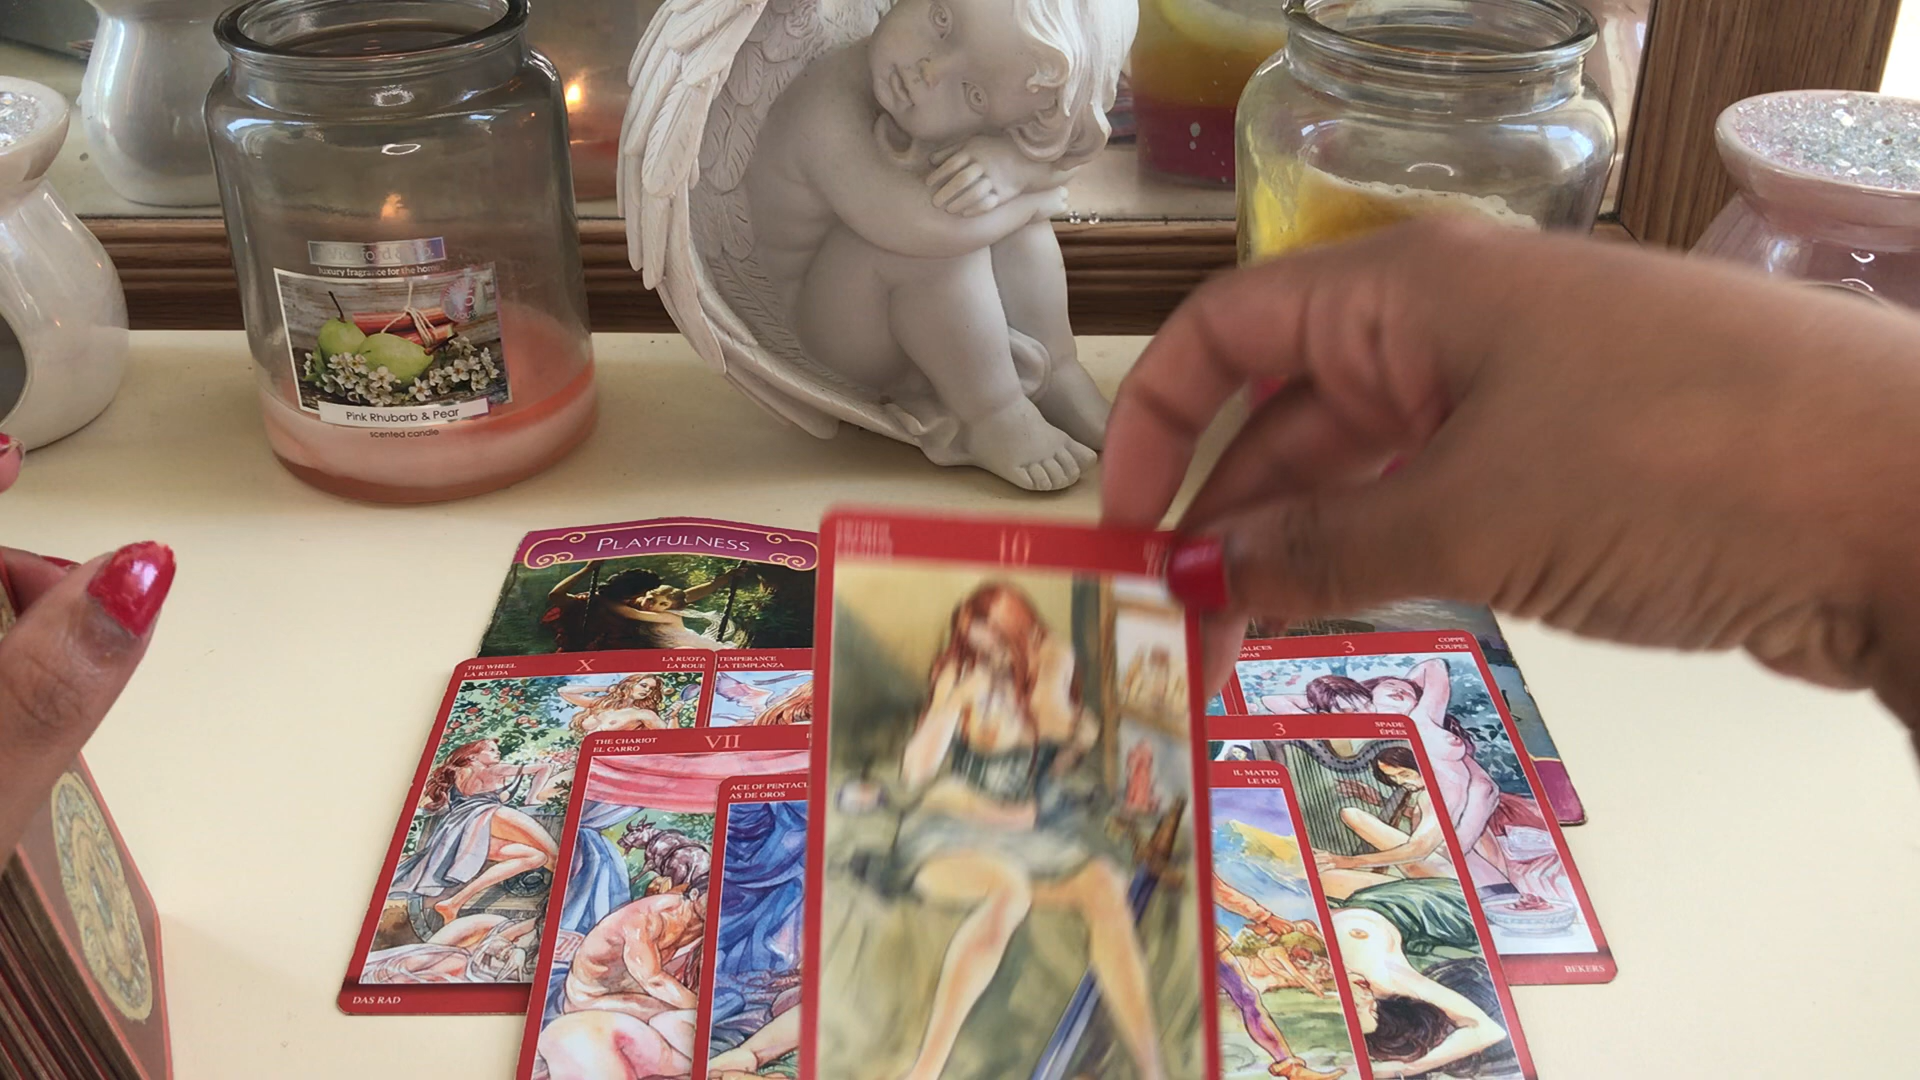 luxury fragrance for the home
Pink Rhubarb & Pear
scented candle
PLAYFULNESS
10
THE WHEEL
LA RUEDA
X
LA RUOTA
LA ROUE
DAS RAD
TEMPERANCE
LA TEMPLANZA
THE CHARIOT
EL CARRO
VII
ACE OF PENTACL
AS DE OROS
3
COPPE
COUPES
BEKERS
3
SPADE
ÉPÉES
IL MATTO
LE FOU